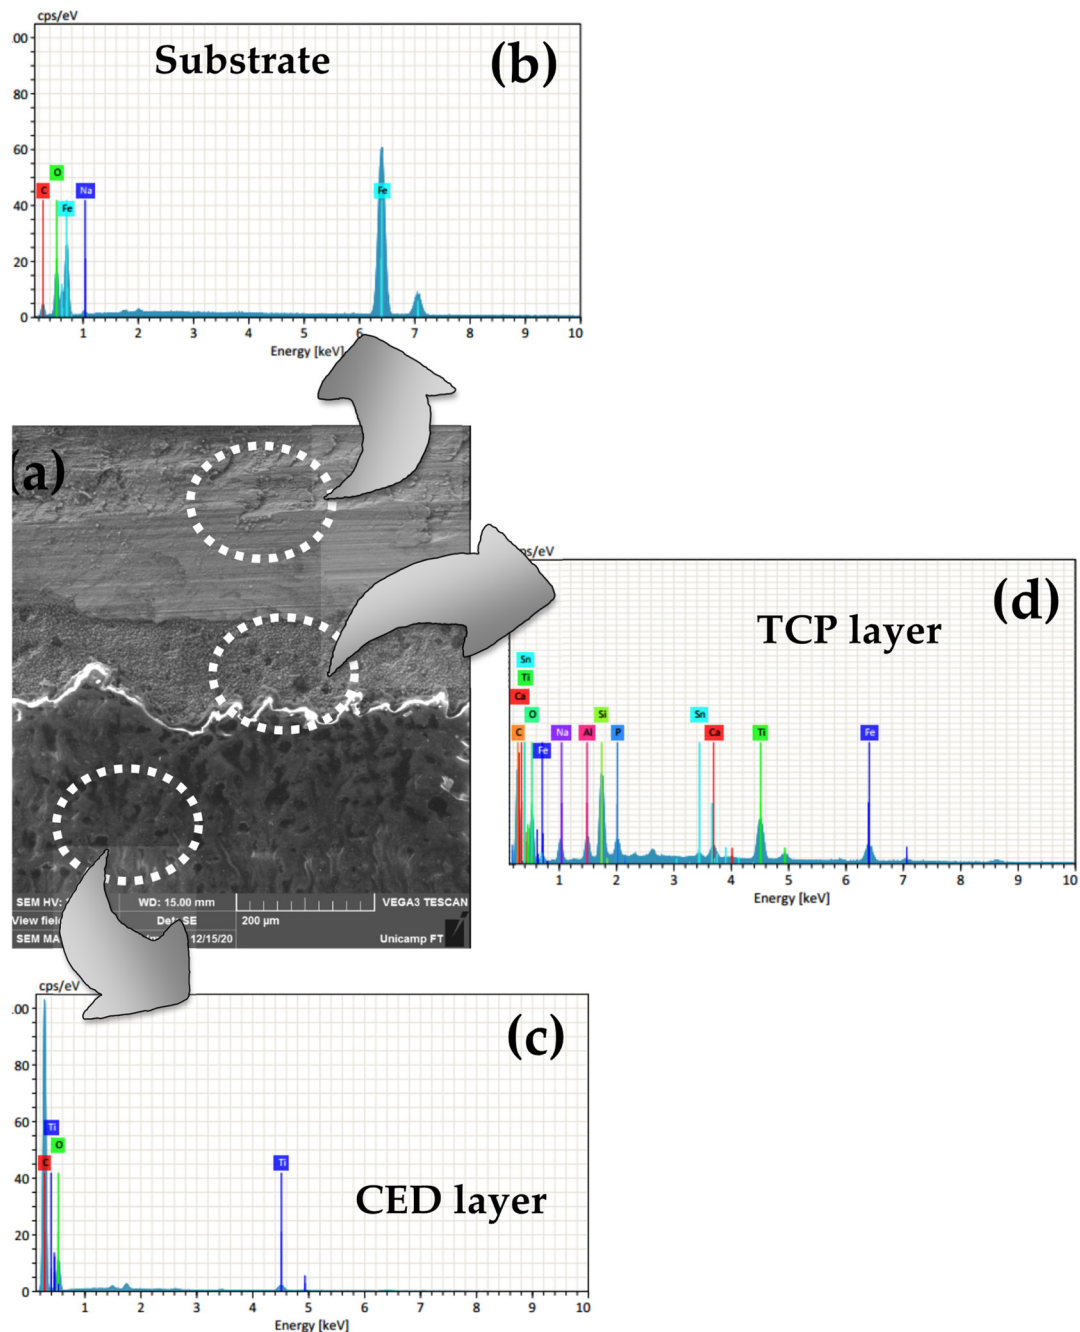 cps/eV
Substrate
(b)
.00
80
60
40
20
0
O
C
Na
Fe
Fe
1 2 3 4 5 6 7 8 9 10
Energy [keV]
(a)
SEM HV:
WD: 15.00 mm
VEGA3 TESCAN
View field
Det: SE
200 µm
SEM MA
12/15/20
Unicamp FT
ps/eV
(d)
TCP layer
Sn
Ti
Ca
O
Si
Sn
C
Na
Al
P
Ca
Ti
Fe
Fe
1 2 3 4 5 6 7 8 9 10
Energy [keV]
cps/eV
(c)
.00
80
60
40
20
0
Ti
O
C
Ti
CED layer
1 2 3 4 5 6 7 8 9 10
Energy [keV]